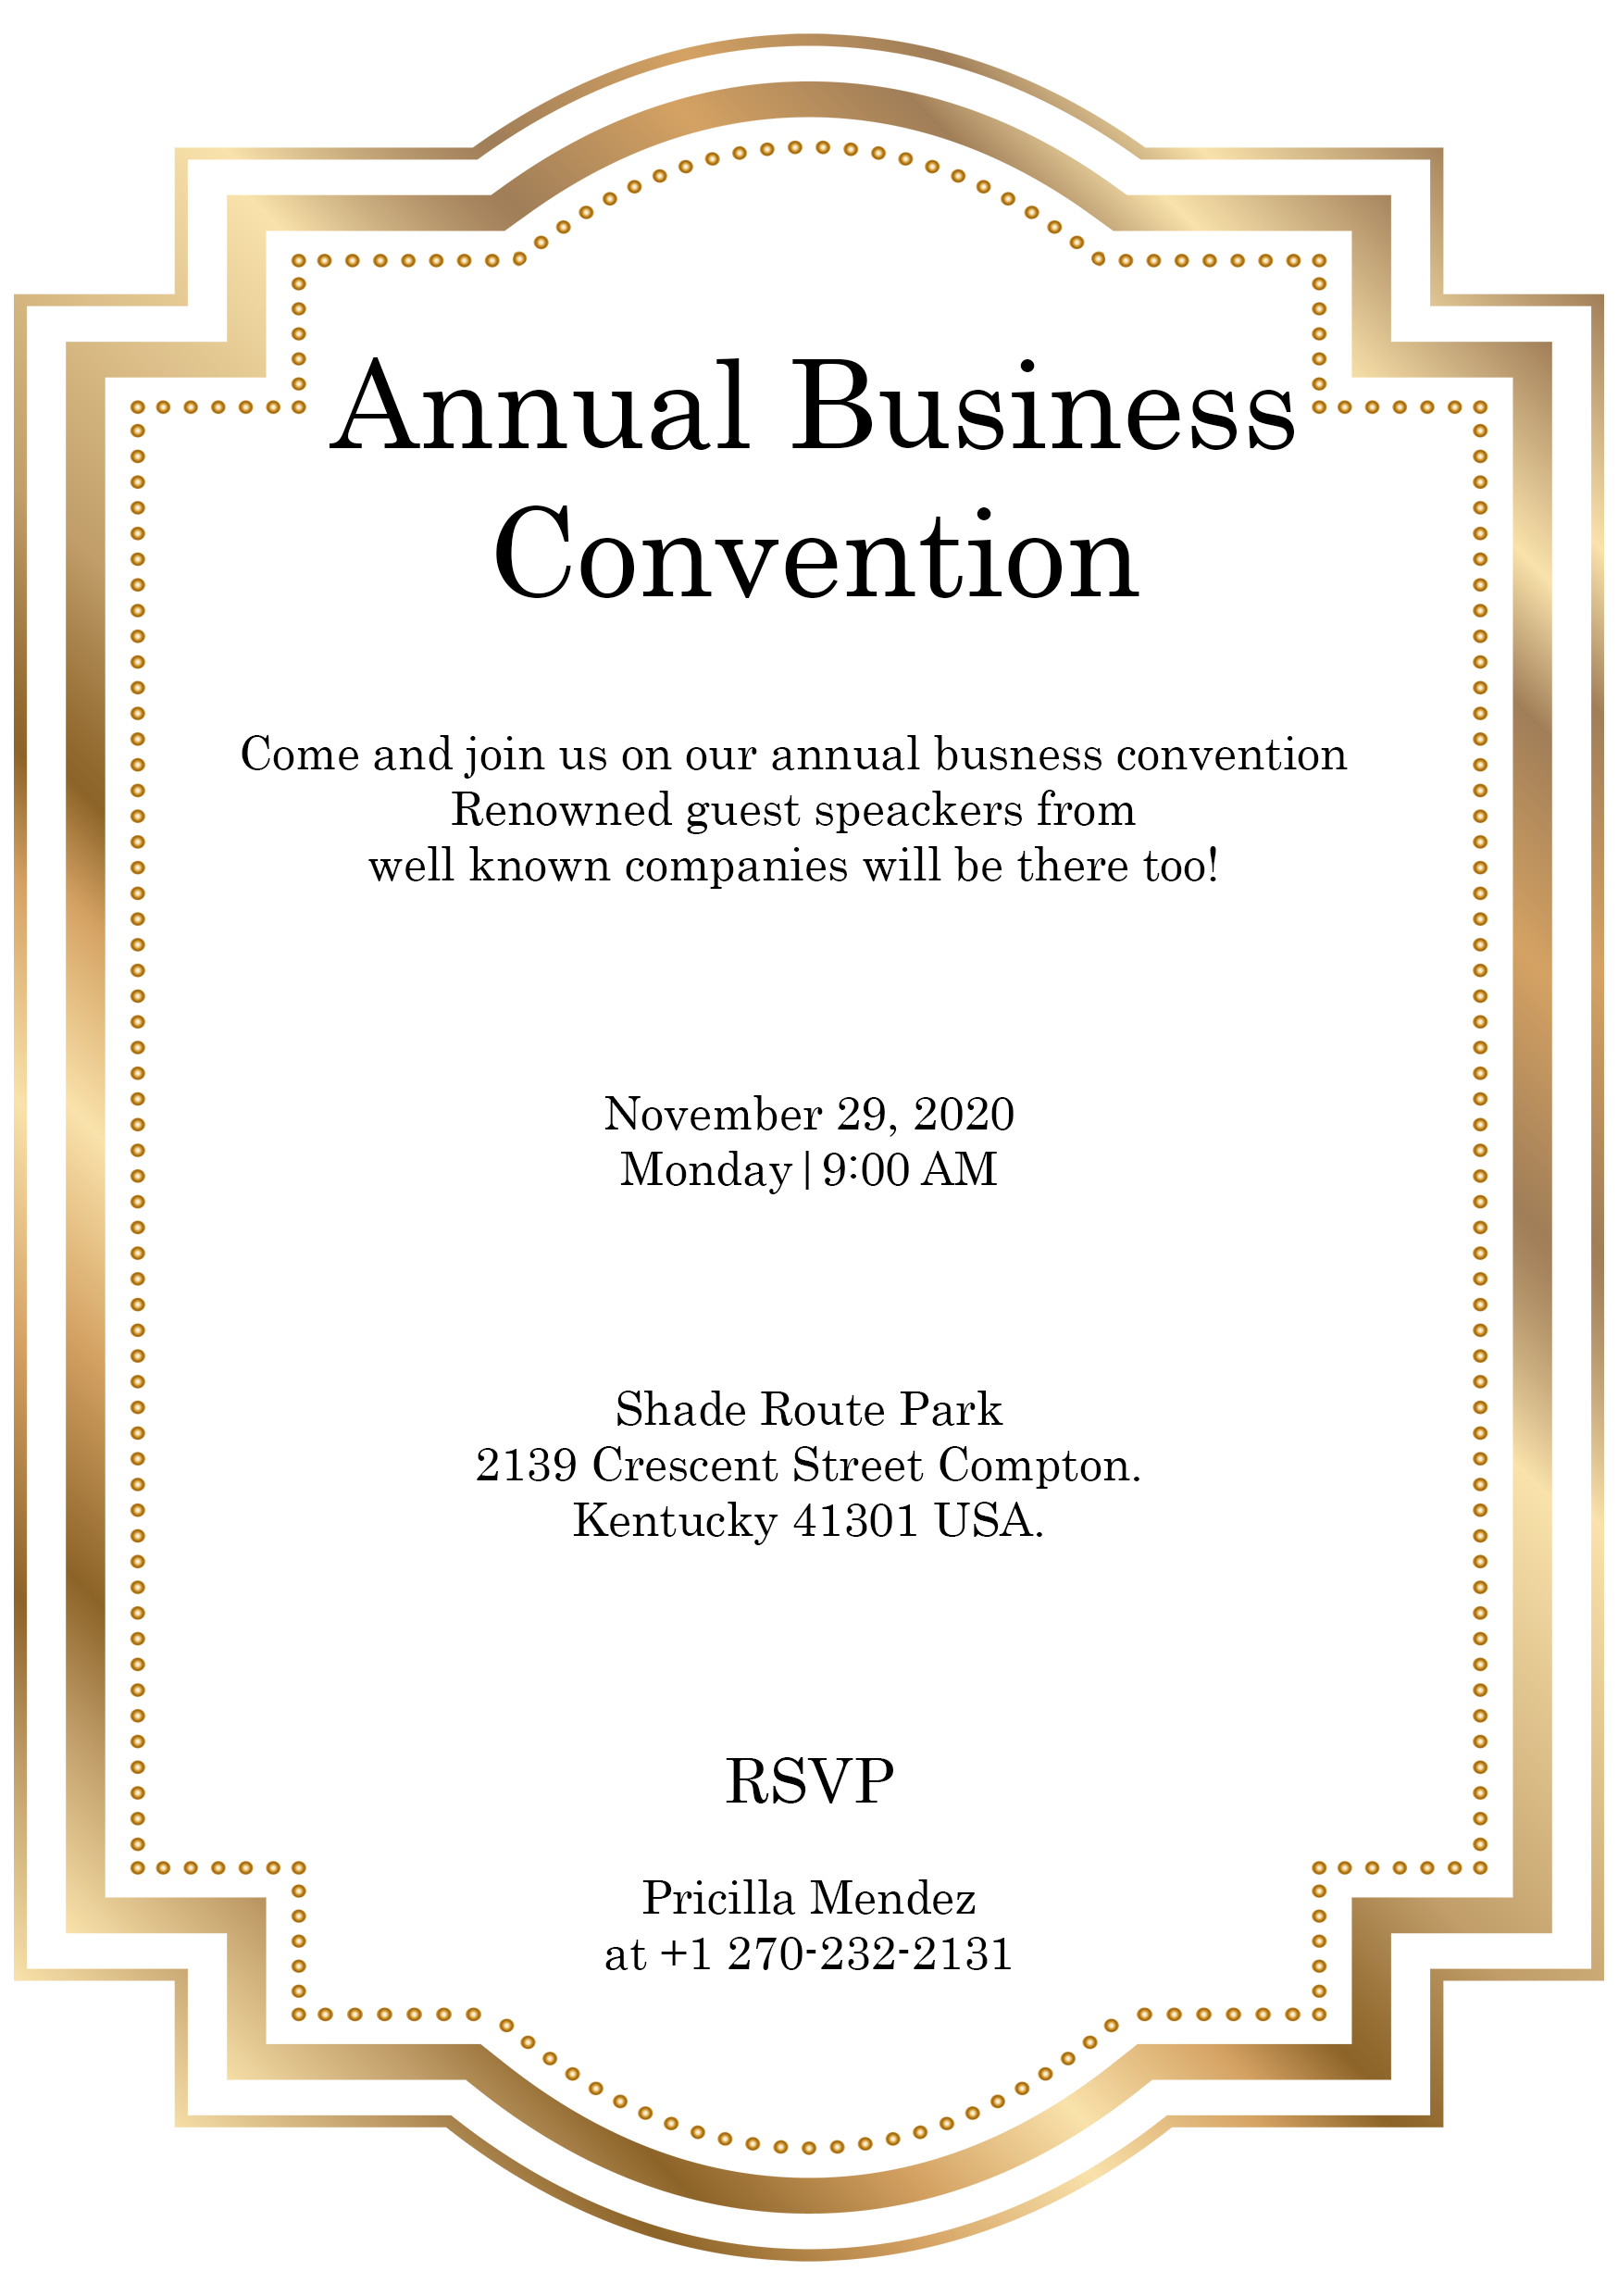 Annual Business
Convention
Come and join us on our annual busness convention
Renowned guest speackers from
well known companies will be there too!
November 29, 2020
Monday|9:00 AM
Shade Route Park
2139 Crescent Street Compton.
Kentucky 41301 USA.
RSVP
Pricilla Mendez
at +1 270-232-2131